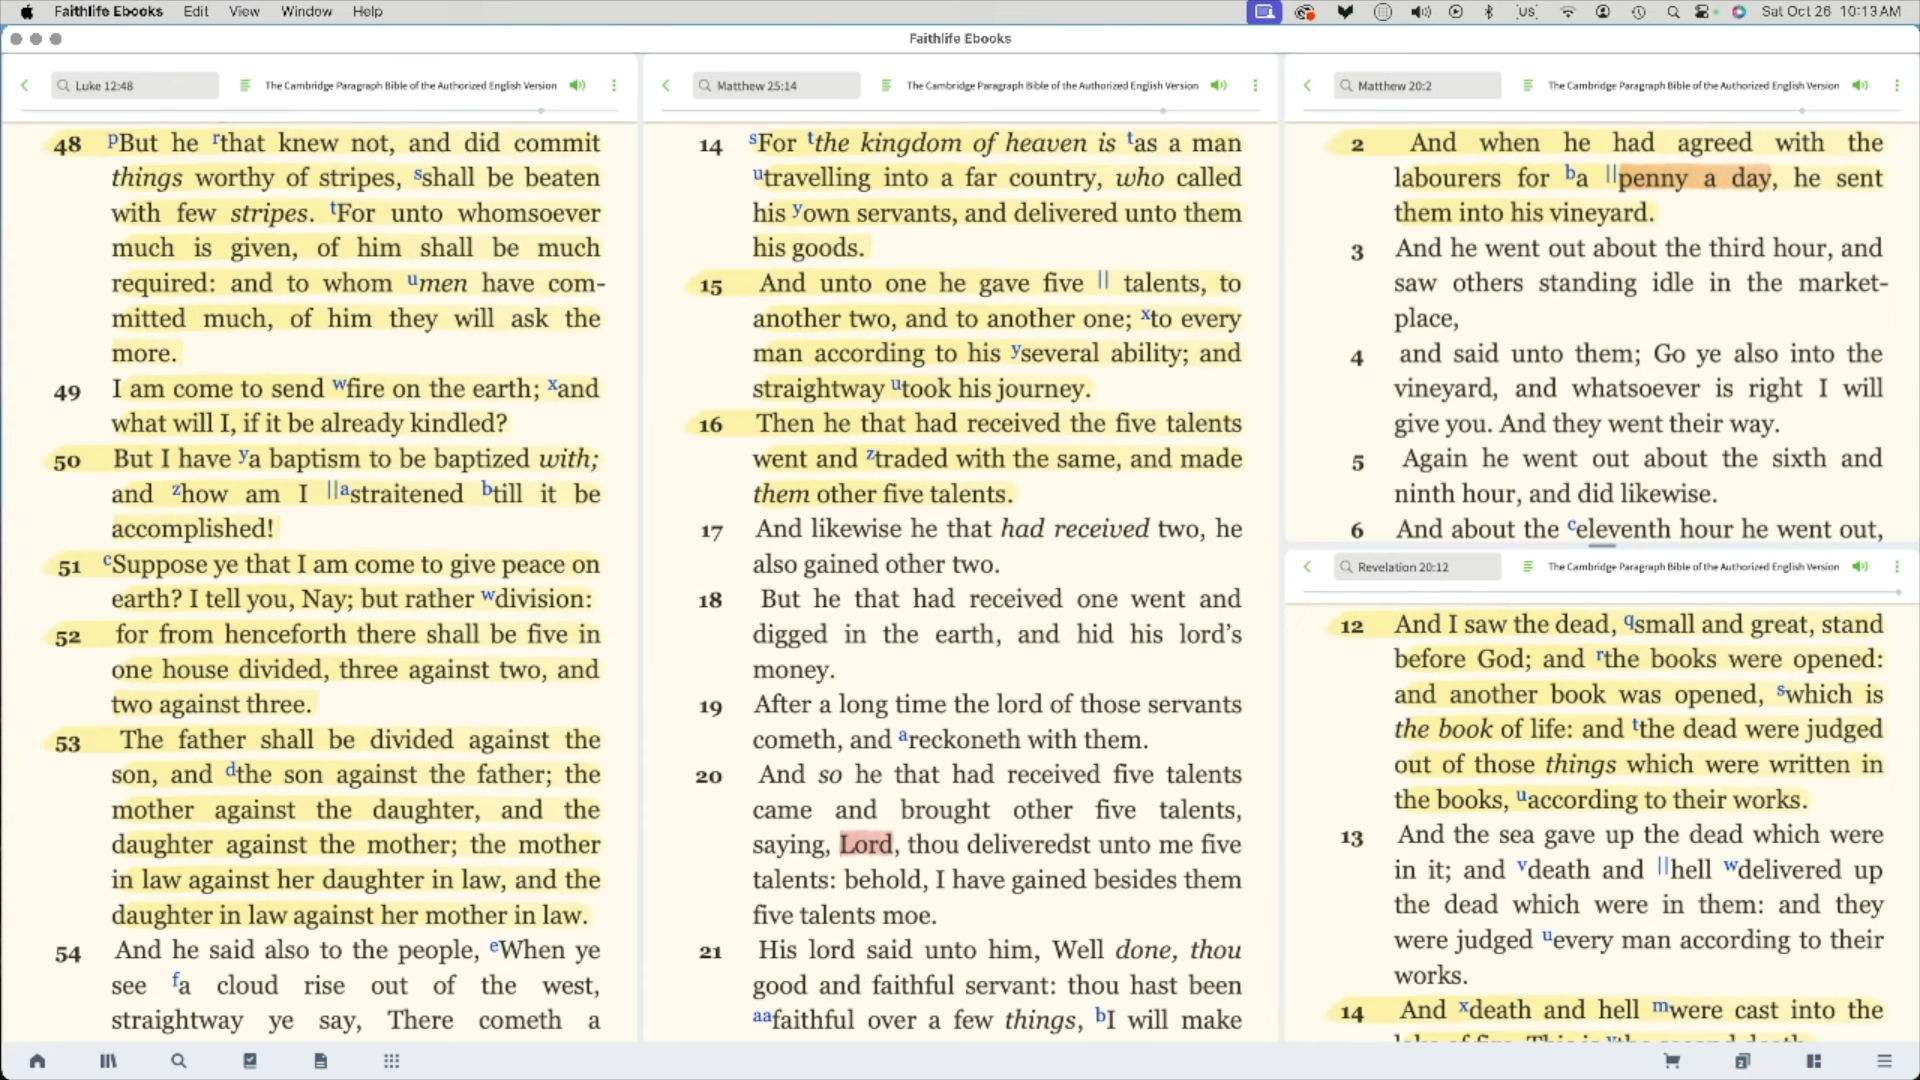 Faithlife Ebooks Edit View Window Help
US Sat Oct 26 10:13 AM
Faithlife Ebooks
Luke 12:48 The Cambridge Paragraph Bible of the Authorized English Version
48 pBut he rthat knew not, and did commit
things worthy of stripes, sshall be beaten
with few stripes. tFor unto whomsoever
much is given, of him shall be much
required: and to whom umen have com-
mitted much, of him they will ask the
more.
49 I am come to send wfire on the earth; xand
what will I, if it be already kindled?
50 But I have ya baptism to be baptized with;
and zhow am I ||astraitened btill it be
accomplished!
51 cSuppose ye that I am come to give peace on
earth? I tell you, Nay; but rather wdivision:
52 for from henceforth there shall be five in
one house divided, three against two, and
two against three.
53 The father shall be divided against the
son, and dthe son against the father; the
mother against the daughter, and the
daughter against the mother; the mother
in law against her daughter in law, and the
daughter in law against her mother in law.
54 And he said also to the people, eWhen ye
see fa cloud rise out of the west,
straightway ye say, There cometh a
Matthew 25:14 The Cambridge Paragraph Bible of the Authorized English Version
14 sFor tthe kingdom of heaven is tas a man
utravelling into a far country, who called
his yown servants, and delivered unto them
his goods.
15 And unto one he gave five || talents, to
another two, and to another one; xto every
man according to his yseveral ability; and
straightway utook his journey.
16 Then he that had received the five talents
went and ztraded with the same, and made
them other five talents.
17 And likewise he that had received two, he
also gained other two.
18 But he that had received one went and
digged in the earth, and hid his lord's
money.
19 After a long time the lord of those servants
cometh, and areckoneth with them.
20 And so he that had received five talents
came and brought other five talents,
saying, Lord, thou deliveredst unto me five
talents: behold, I have gained besides them
five talents moe.
21 His lord said unto him, Well done, thou
good and faithful servant: thou hast been
aafaithful over a few things, bI will make
Matthew 20:2 The Cambridge Paragraph Bible of the Authorized English Version
2 And when he had agreed with the
labourers for ba ||penny a day, he sent
them into his vineyard.
3 And he went out about the third hour, and
saw others standing idle in the market-
place,
4 and said unto them; Go ye also into the
vineyard, and whatsoever is right I will
give you. And they went their way.
5 Again he went out about the sixth and
ninth hour, and did likewise.
6 And about the celeventh hour he went out,
Revelation 20:12 The Cambridge Paragraph Bible of the Authorized English Version
12 And I saw the dead, qsmall and great, stand
before God; and rthe books were opened:
and another book was opened, swhich is
the book of life: and tthe dead were judged
out of those things which were written in
the books, uaccording to their works.
13 And the sea gave up the dead which were
in it; and vdeath and ||hell wdelivered up
the dead which were in them: and they
were judged uevery man according to their
works.
14 And xdeath and hell mwere cast into the
lake of fire. This is ythe second death